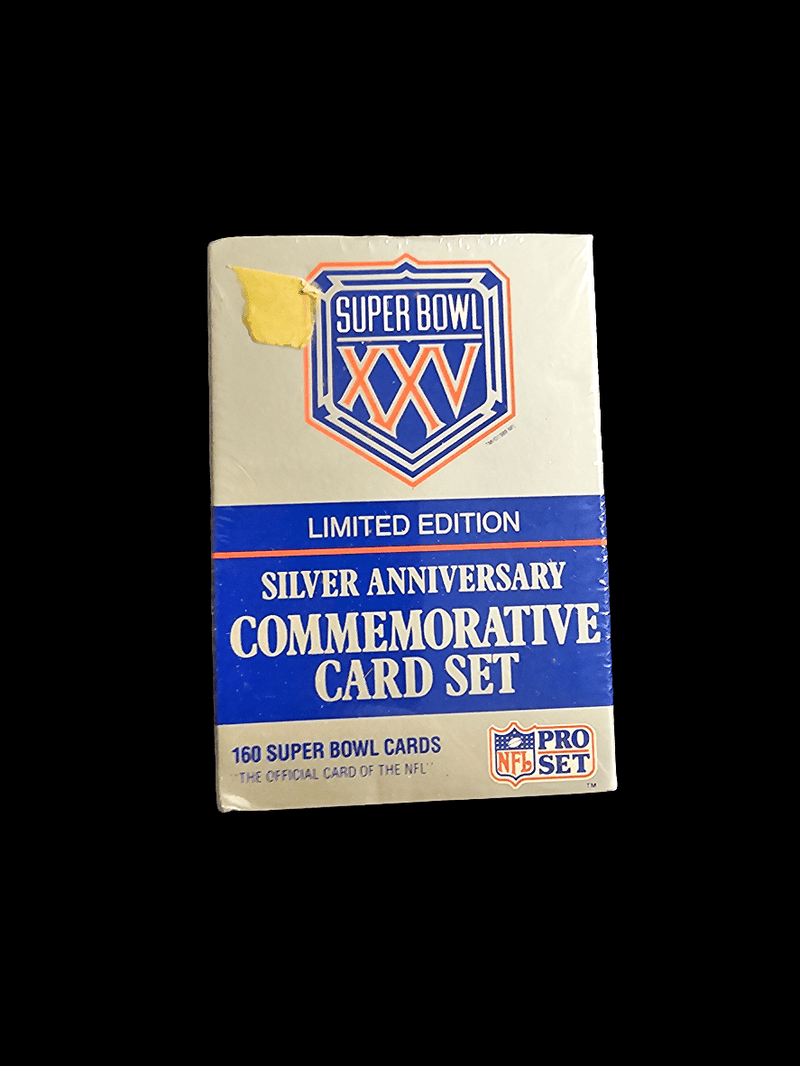 SUPER BOWL
XXV
LIMITED EDITION
SILVER ANNIVERSARY
COMMEMORATIVE
CARD SET
160 SUPER BOWL CARDS
"THE OFFICIAL CARD OF THE NFL"
NFL
PRO
SET
TM